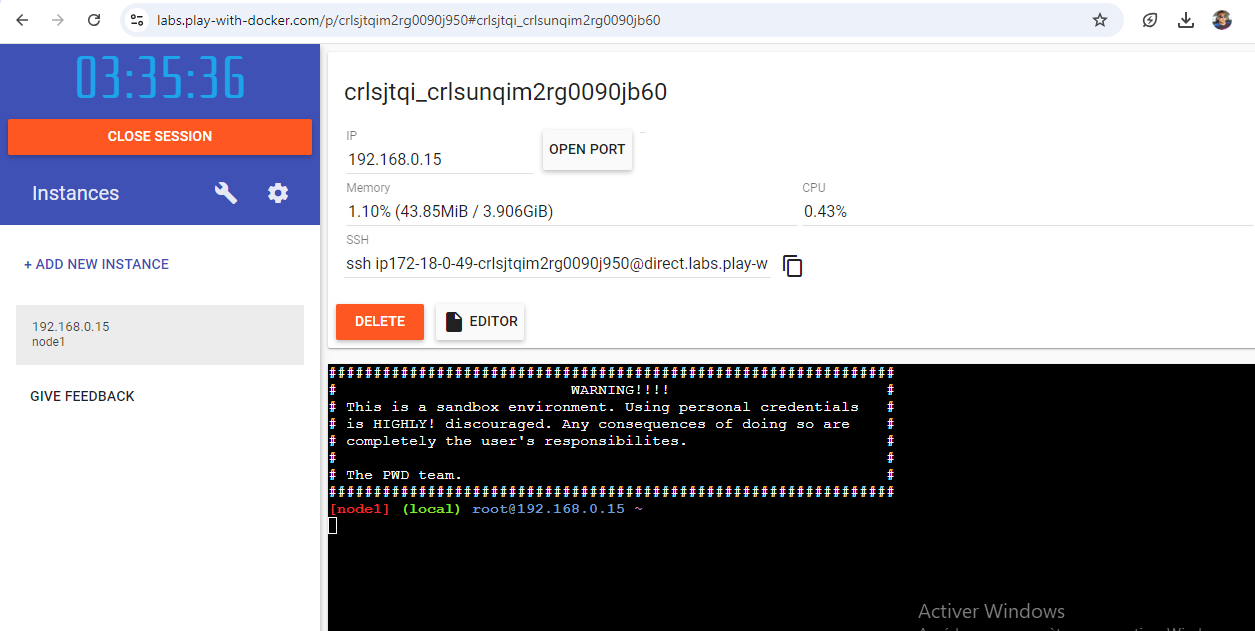 labs.play-with-docker.com/p/crlsjtqim2rg0090j950#crlsjtqi_crlsunqim2rg0090jb60
03:35:36
CLOSE SESSION
Instances
+ ADD NEW INSTANCE
192.168.0.15
node1
GIVE FEEDBACK
crlsjtqi_crlsunqim2rg0090jb60
IP
192.168.0.15
OPEN PORT
Memory
1.10% (43.85MiB / 3.906GiB)
CPU
0.43%
SSH
ssh ip172-18-0-49-crlsjtqim2rg0090j950@direct.labs.play-w
DELETE
EDITOR
###############################################################
# WARNING!!!! #
# This is a sandbox environment. Using personal credentials #
# is HIGHLY! discouraged. Any consequences of doing so are #
# completely the user's responsibilites. #
# #
# The PWD team. #
###############################################################
[node1] (local) root@192.168.0.15 ~
Activer Windows